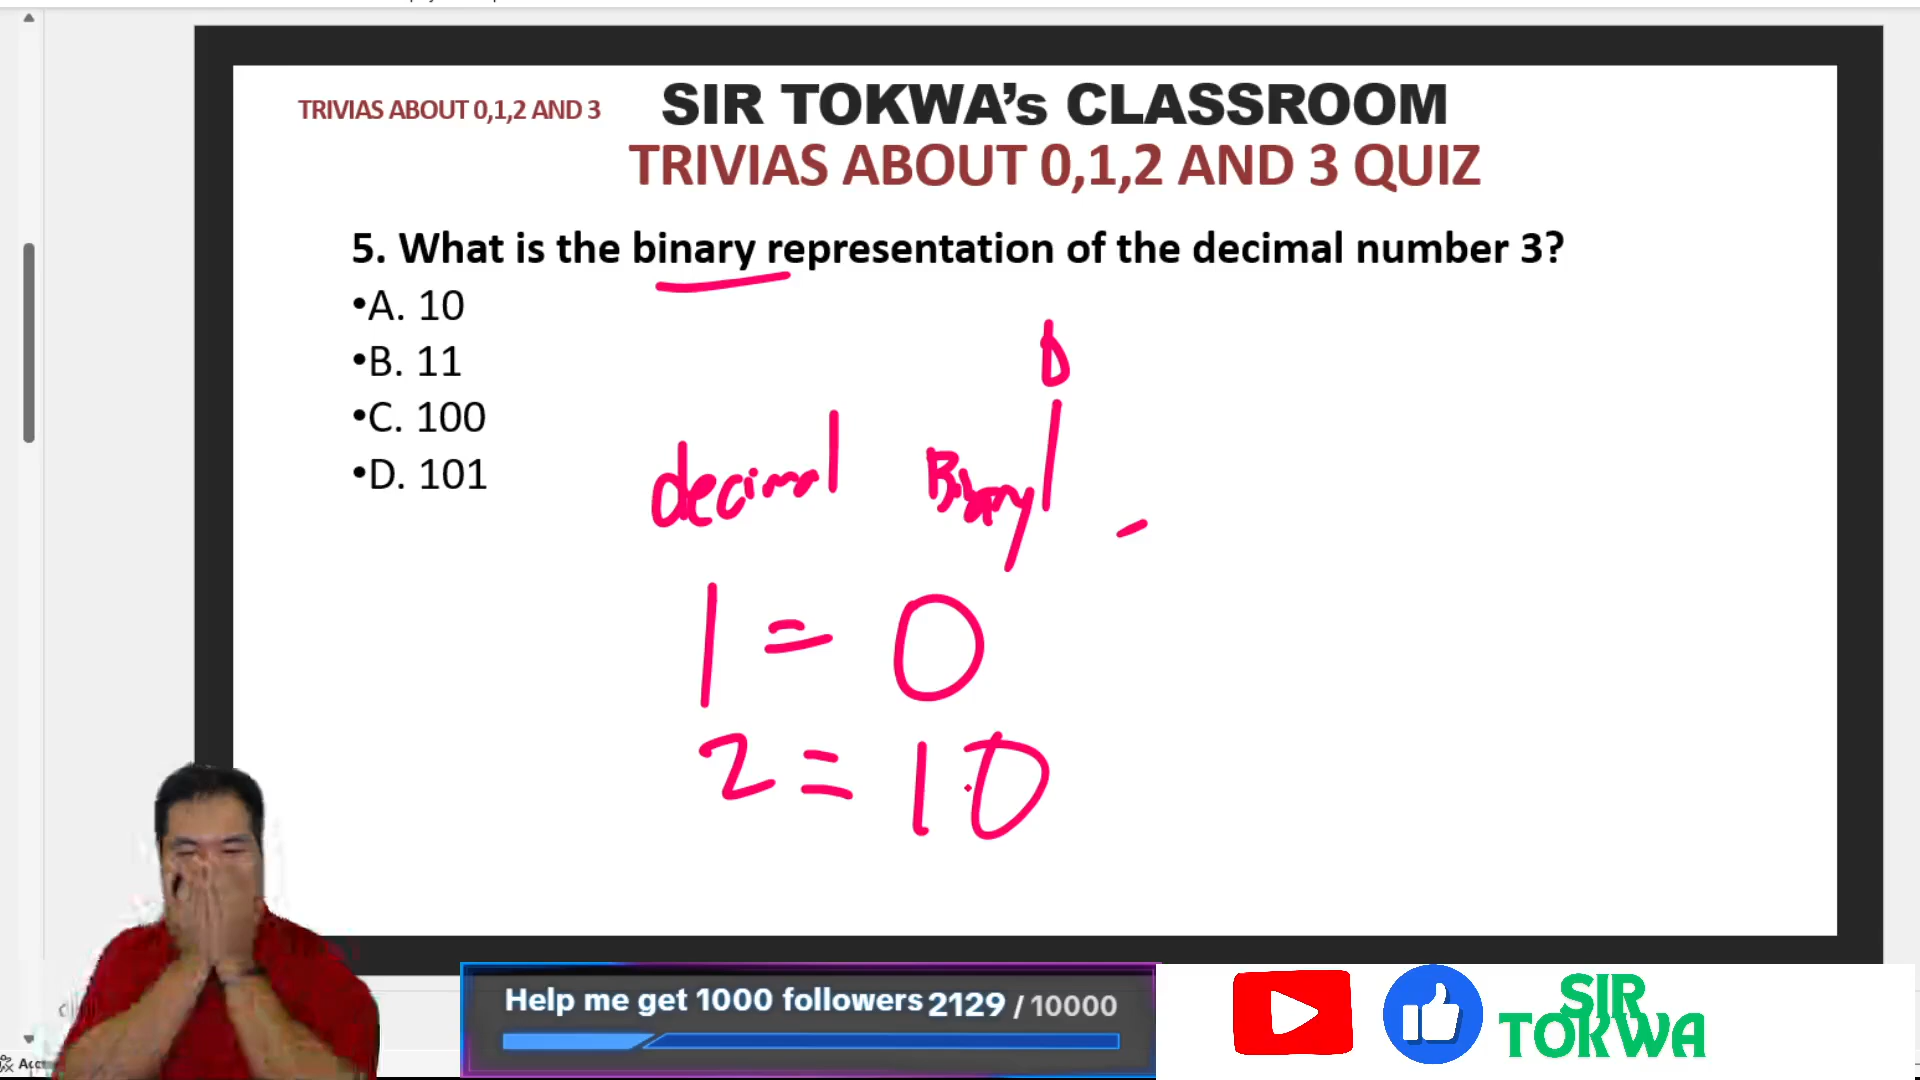 TRIVIAS ABOUT 0,1,2 AND 3
SIR TOKWA's CLASSROOM
TRIVIAS ABOUT 0,1,2 AND 3 QUIZ
5. What is the binary representation of the decimal number 3?
•A. 10
•B. 11
•C. 100
•D. 101
decimal Binary
1 = 0
2 = 10
Help me get 1000 followers 2129 / 10000
SIR
TOKWA